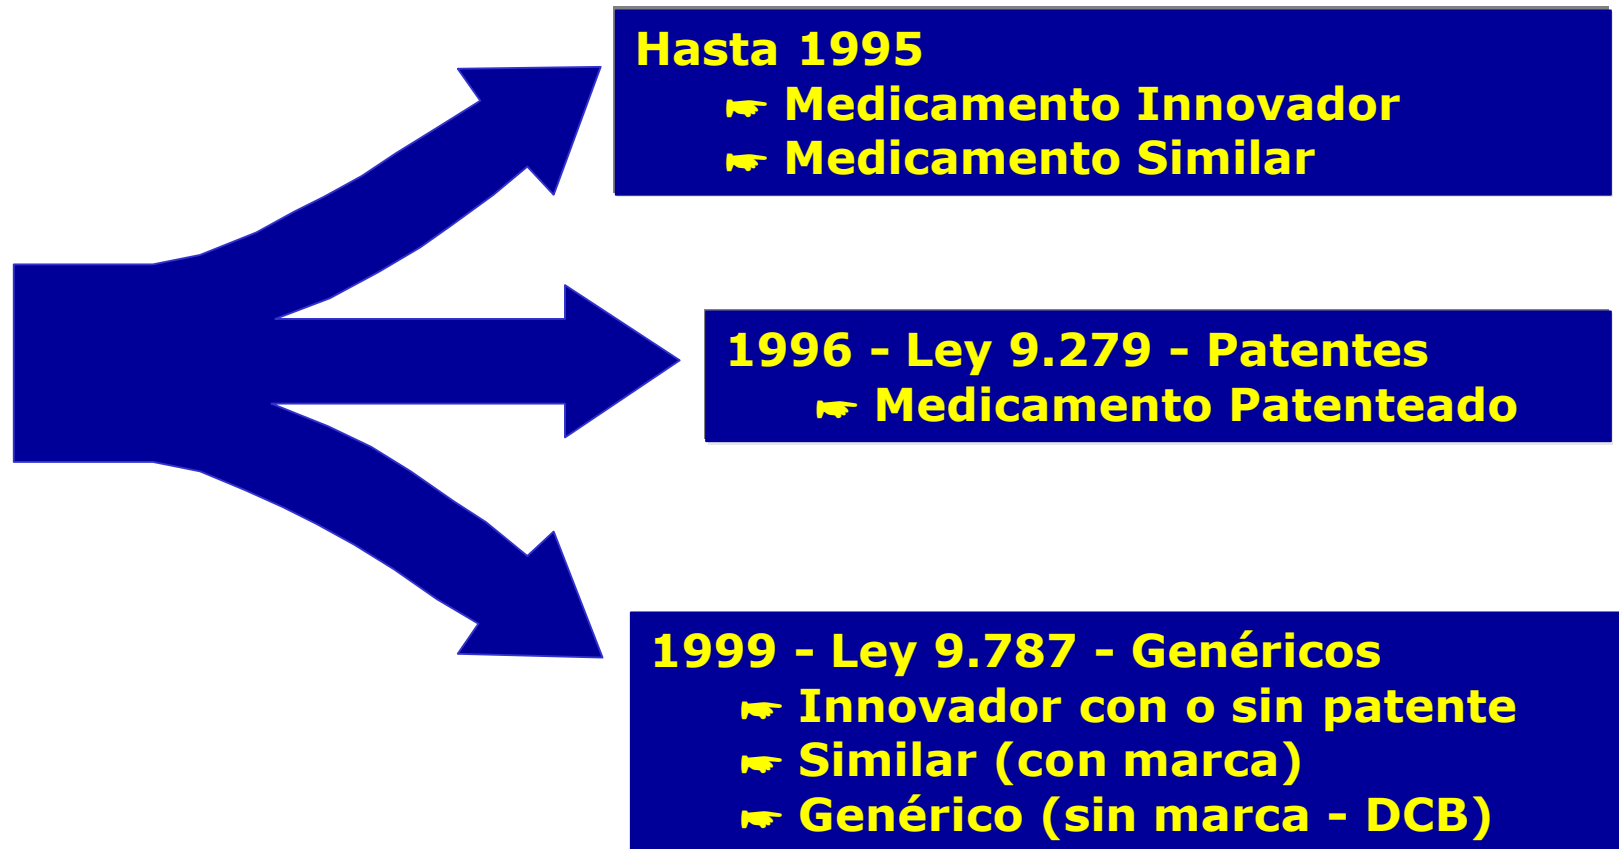 Hasta 1995
☛ Medicamento Innovador
☛ Medicamento Similar
1996 - Ley 9.279 - Patentes
☛ Medicamento Patenteado
1999 - Ley 9.787 - Genéricos
☛ Innovador con o sin patente
☛ Similar (con marca)
☛ Genérico (sin marca - DCB)